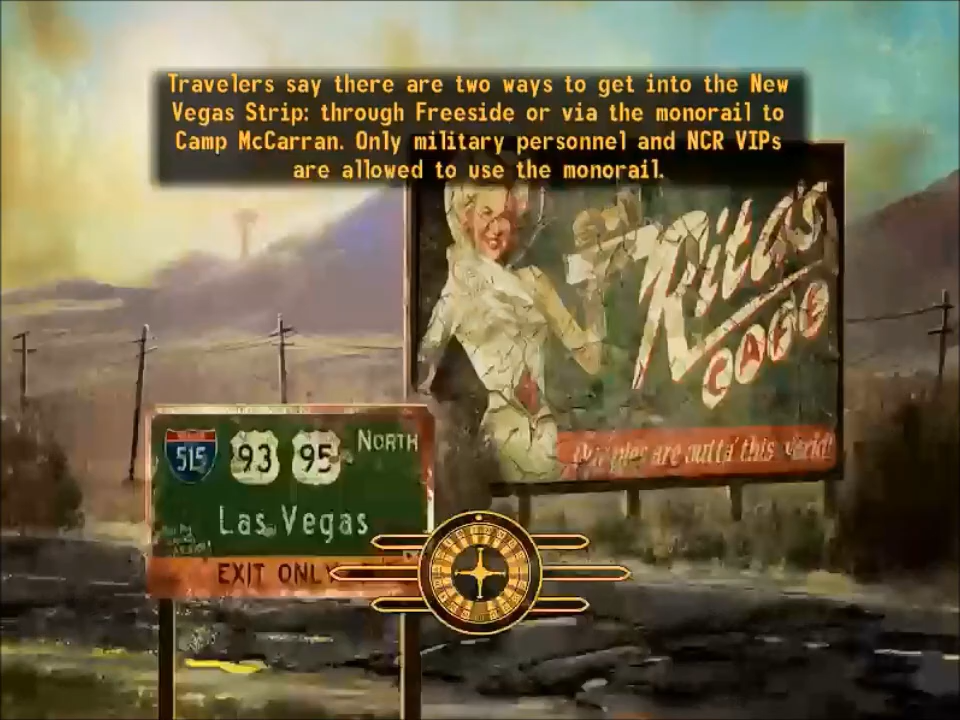 Travelers say there are two ways to get into the New
Vegas Strip: through Freeside or via the monorail to
Camp McCarran. Only military personnel and NCR VIPs
are allowed to use the monorail.
Rita's
CAFE
pies are outta this world!
515
93
95
NORTH
Las Vegas
EXIT ONLY